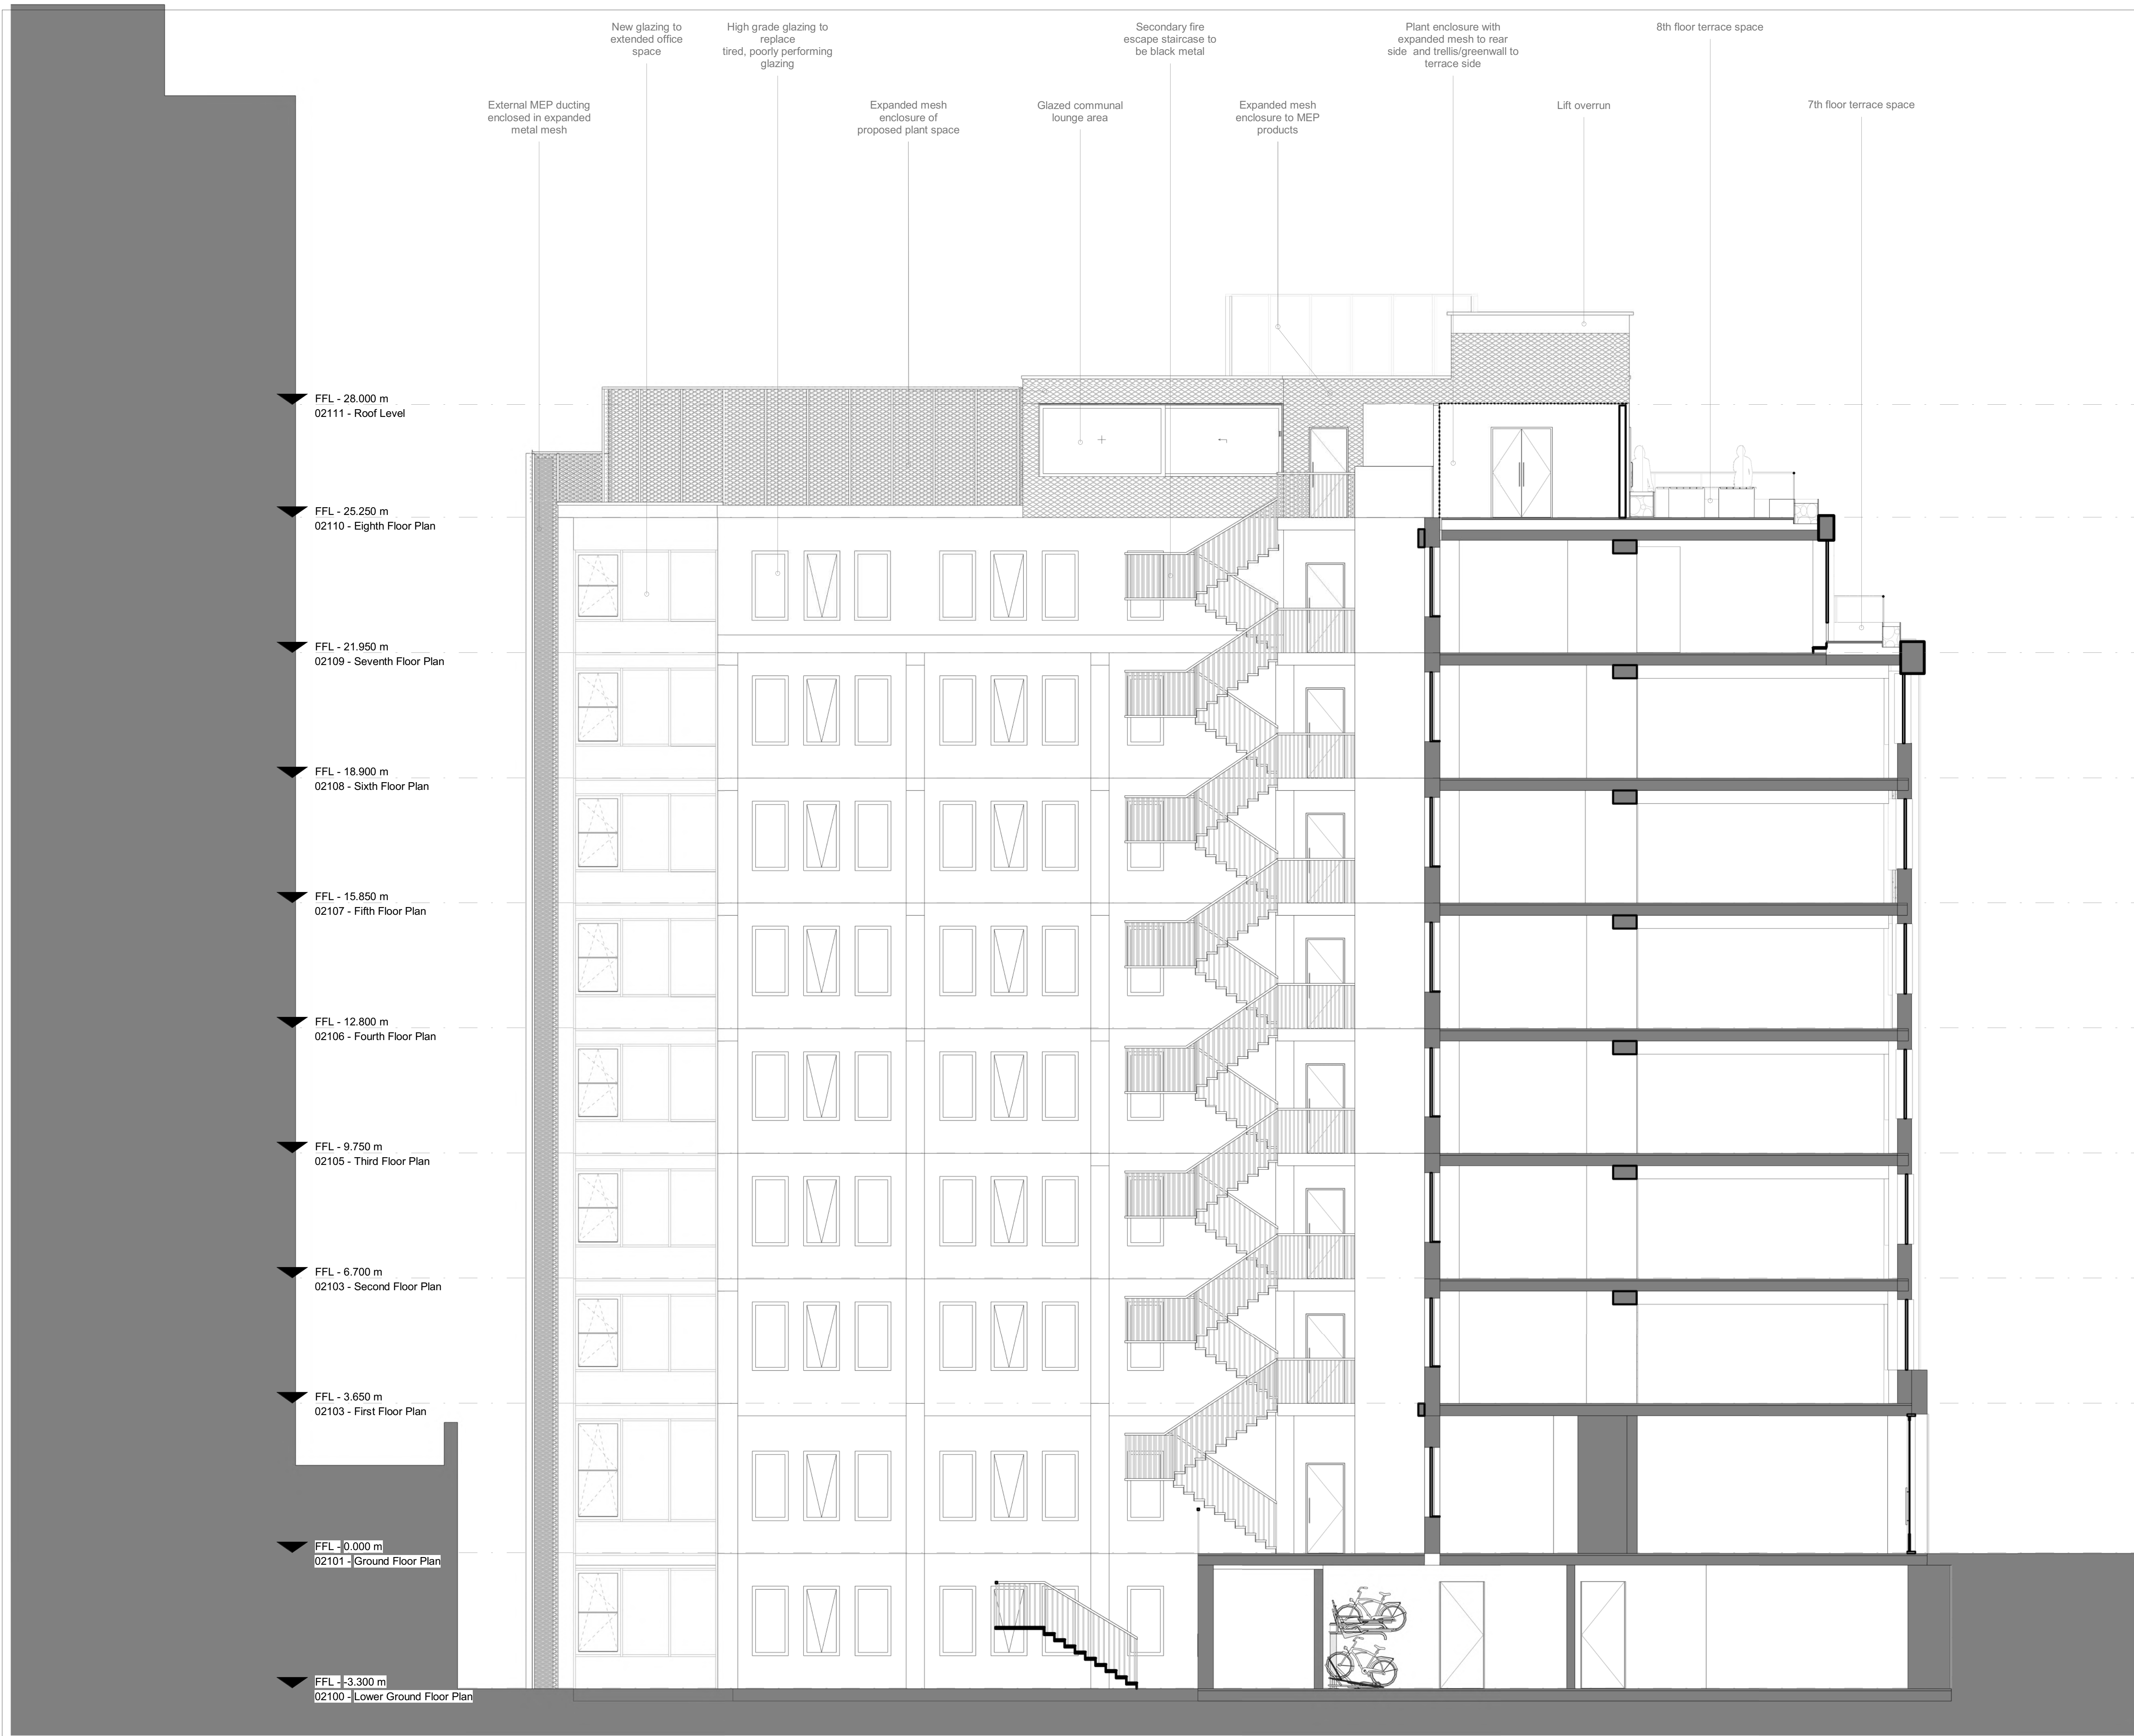 New glazing to
extended office
space
High grade glazing to
replace
tired, poorly performing
glazing
Secondary fire
escape staircase to
be black metal
Plant enclosure with
expanded mesh to rear
side and trellis/greenwall to
terrace side
8th floor terrace space
External MEP ducting
enclosed in expanded
metal mesh
Expanded mesh
enclosure of
proposed plant space
Glazed communal
lounge area
Expanded mesh
enclosure to MEP
products
Lift overrun
7th floor terrace space
FFL - 28.000 m
02111 - Roof Level
FFL - 25.250 m
02110 - Eighth Floor Plan
FFL - 21.950 m
02109 - Seventh Floor Plan
FFL - 18.900 m
02108 - Sixth Floor Plan
FFL - 15.850 m
02107 - Fifth Floor Plan
FFL - 12.800 m
02106 - Fourth Floor Plan
FFL - 9.750 m
02105 - Third Floor Plan
FFL - 6.700 m
02103 - Second Floor Plan
FFL - 3.650 m
02103 - First Floor Plan
FFL - 0.000 m
02101 - Ground Floor Plan
FFL - -3.300 m
02100 - Lower Ground Floor Plan